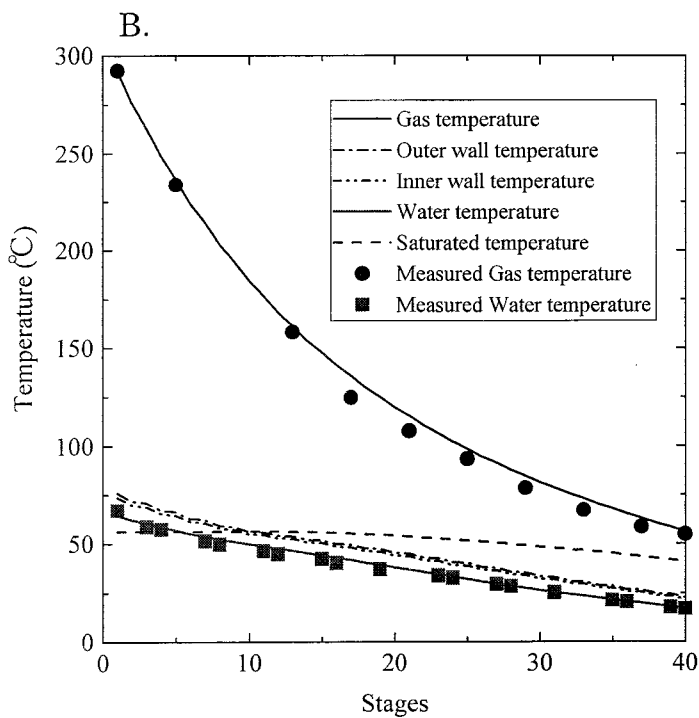 B.
300
250
200
150
100
50
0
Temperature (℃)
Gas temperature
Outer wall temperature
Inner wall temperature
Water temperature
Saturated temperature
Measured Gas temperature
Measured Water temperature
0 10 20 30 40
Stages